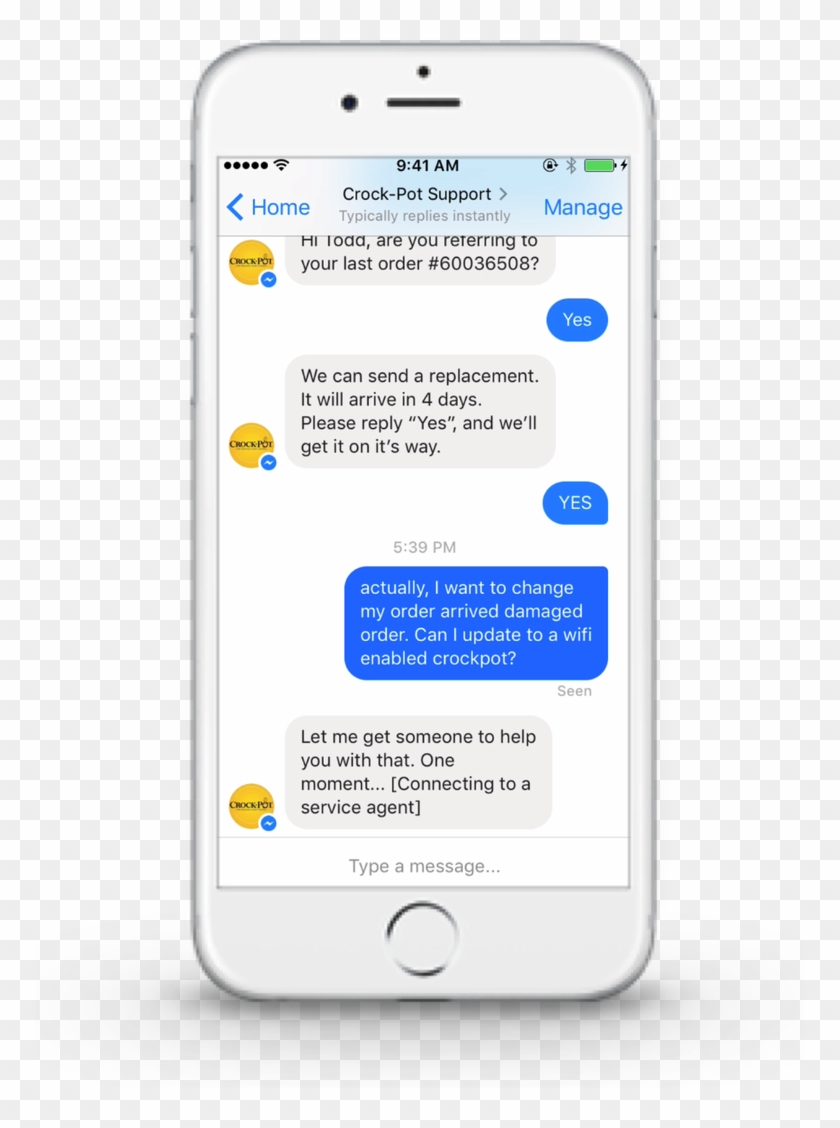 9:41 AM
Home
Crock-Pot Support
Manage
Typically replies instantly
Hi Todd, are you referring to
your last order #60036508?
CROCK-POT
Yes
We can send a replacement.
It will arrive in 4 days.
Please reply “Yes”, and we’ll
get it on it’s way.
CROCK-POT
YES
5:39 PM
actually, I want to change
my order arrived damaged
order. Can I update to a wifi
enabled crockpot?
Seen
Let me get someone to help
you with that. One
moment... [Connecting to a
service agent]
CROCK-POT
Type a message...